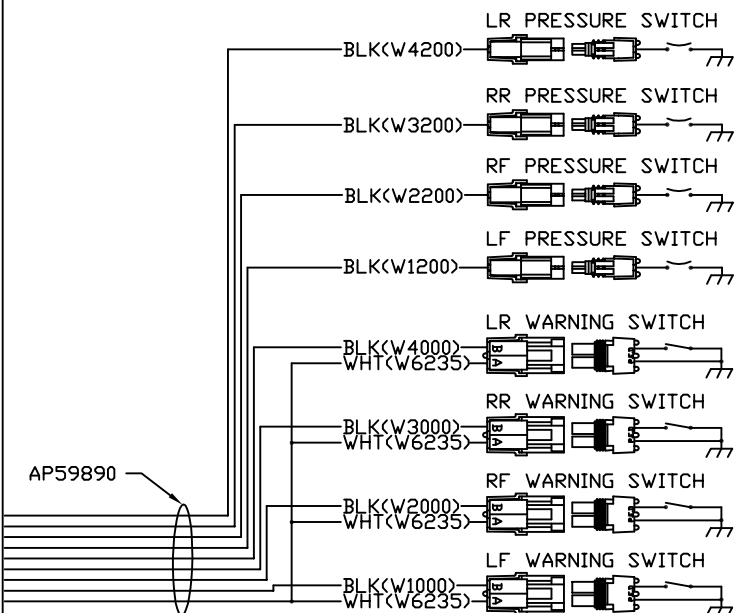 LR PRESSURE SWITCH
BLK(W4200)
RR PRESSURE SWITCH
BLK(W3200)
RF PRESSURE SWITCH
BLK(W2200)
LF PRESSURE SWITCH
BLK(W1200)
LR WARNING SWITCH
BLK(W4000)
B
WHT(W6235)
A
RR WARNING SWITCH
BLK(W3000)
B
WHT(W6235)
A
AP59890
RF WARNING SWITCH
BLK(W2000)
B
WHT(W6235)
A
LF WARNING SWITCH
BLK(W1000)
B
WHT(W6235)
A